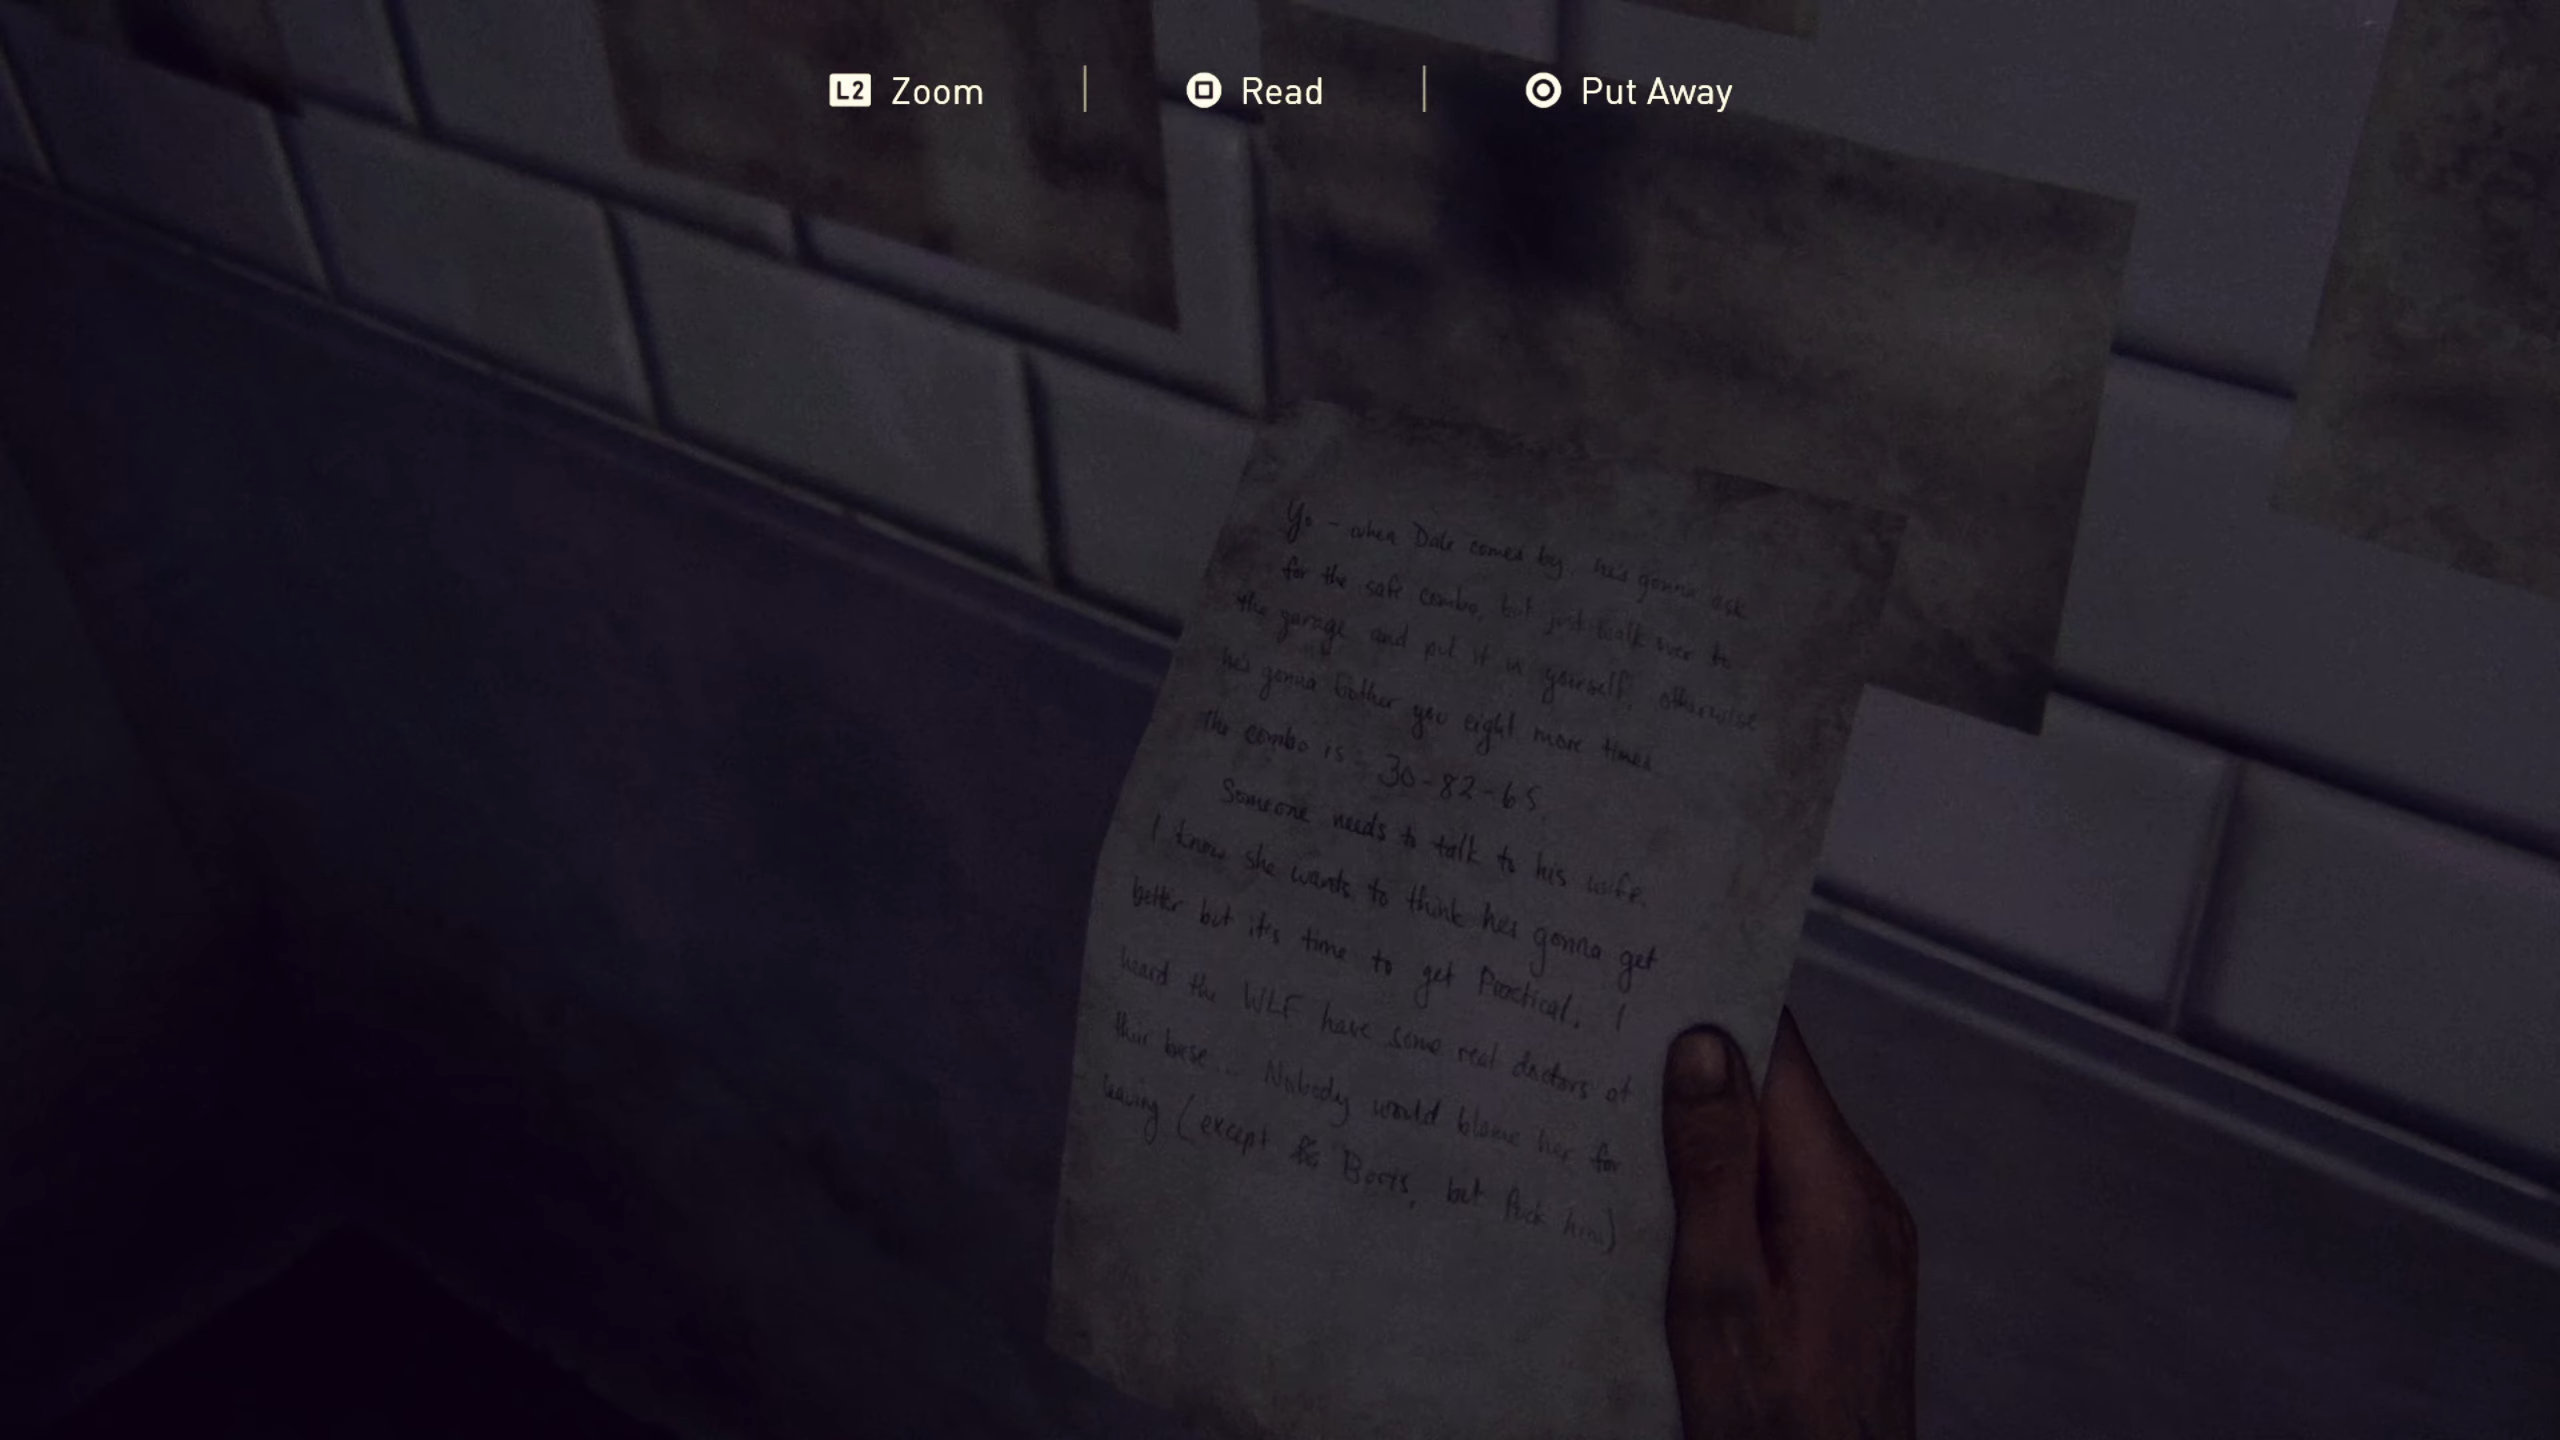 L2 Zoom | Read | Put Away
Yo - when Dale comes by, he's gonna ask
for the safe combo, but just walk over to
the garage and put it in yourself, otherwise
he's gonna bother you eight more times
The combo is - 30-82-65.
Someone needs to talk to his wife.
I know she wants to think he's gonna get
better but it's time to get Practical. I
heard the WLF have some real doctors at
their base... Nobody would blame her for
leaving (except Boris, but fuck him)